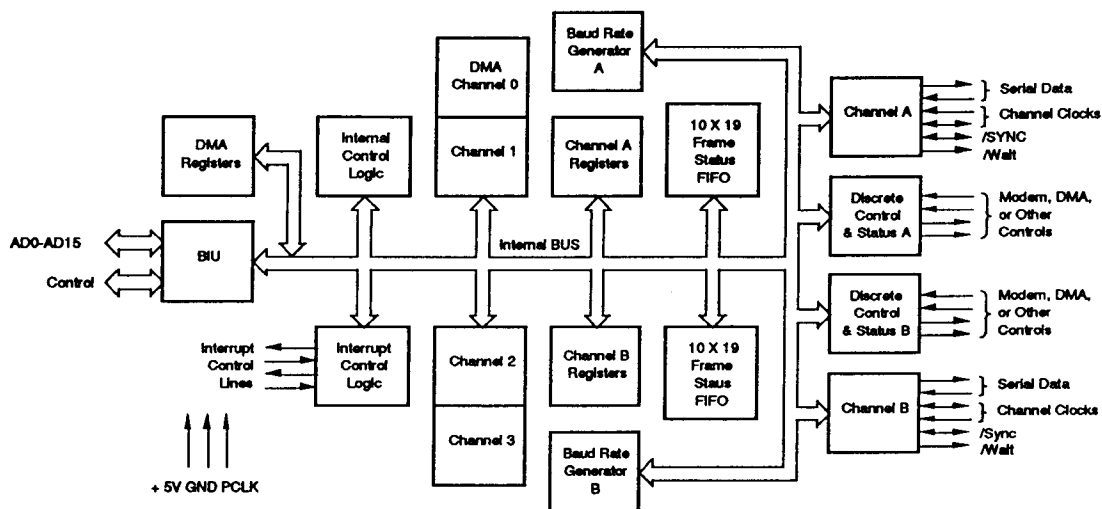 Baud Rate
Generator
A
DMA
Channel 0
Channel 1
DMA
Registers
Internal
Control
Logic
Channel A
Registers
10 X 19
Frame
Status
FIFO
Channel A
Serial Data
Channel Clocks
/SYNC
/Wait
Discrete
Control
& Status A
Modem, DMA,
or Other
Controls
AD0-AD15
Control
BIU
Internal BUS
Discrete
Control
& Status B
Modem, DMA,
or Other
Controls
Interrupt
Control
Lines
Interrupt
Control
Logic
Channel 2
Channel 3
Channel B
Registers
10 X 19
Frame
Staus
FIFO
Channel B
Serial Data
Channel Clocks
/Sync
/Wait
Baud Rate
Generator
B
+ 5V GND PCLK